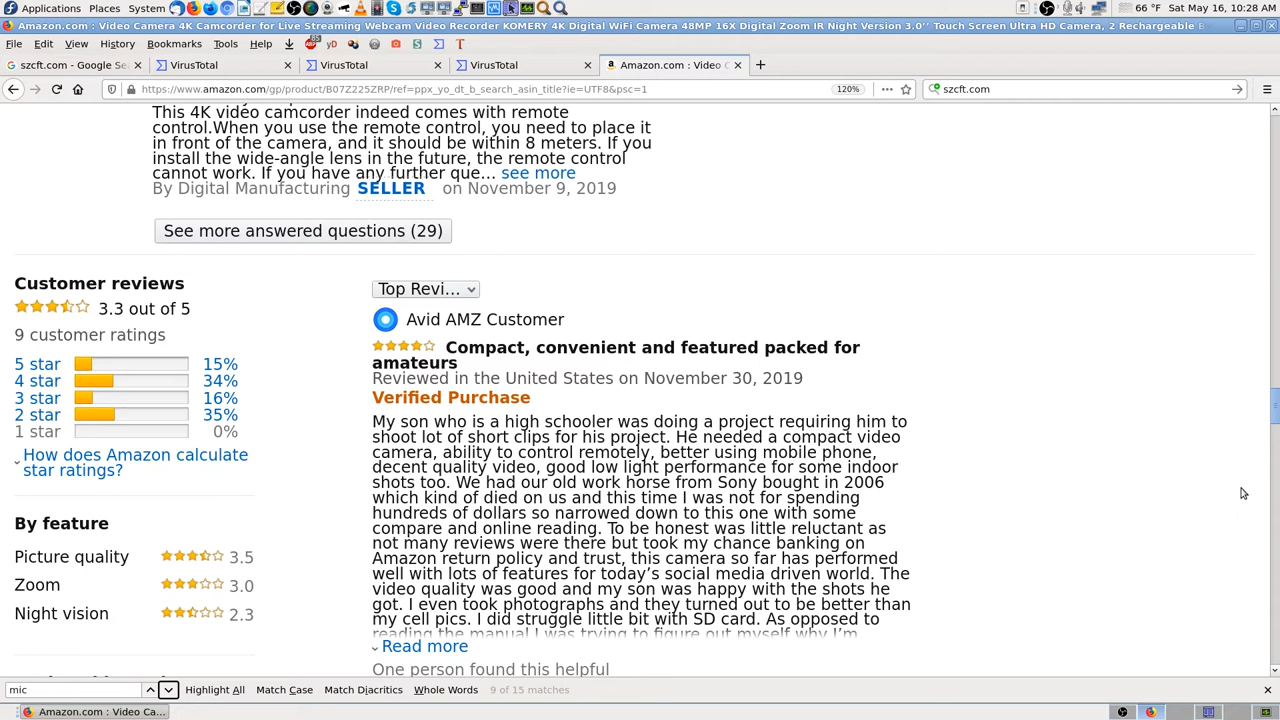 Applications Places System 66 °F Sat May 16, 10:28 AM
Amazon.com : Video Camera 4K Camcorder for Live Streaming Webcam Video Recorder KOMERY 4K Digital WiFi Camera 48MP 16X Digital Zoom IR Night Version 3.0’’ Touch Screen Ultra HD Camera, 2 Rechargeable B
File Edit View History Bookmarks Tools Help
szcft.com - Google Se VirusTotal VirusTotal VirusTotal Amazon.com : Video C
https://www.amazon.com/gp/product/B07Z225ZRP/ref=ppx_yo_dt_b_search_asin_title?ie=UTF8&psc=1 120% szcft.com
This 4K video camcorder indeed comes with remote
control.When you use the remote control, you need to place it
in front of the camera, and it should be within 8 meters. If you
install the wide-angle lens in the future, the remote control
cannot work. If you have any further que… see more
By Digital Manufacturing SELLER on November 9, 2019
See more answered questions (29)
Customer reviews
3.3 out of 5
9 customer ratings
5 star 15%
4 star 34%
3 star 16%
2 star 35%
1 star 0%
How does Amazon calculate
star ratings?
By feature
Picture quality 3.5
Zoom 3.0
Night vision 2.3
Top Revi...
Avid AMZ Customer
Compact, convenient and featured packed for
amateurs
Reviewed in the United States on November 30, 2019
Verified Purchase
My son who is a high schooler was doing a project requiring him to
shoot lot of short clips for his project. He needed a compact video
camera, ability to control remotely, better using mobile phone,
decent quality video, good low light performance for some indoor
shots too. We had our old work horse from Sony bought in 2006
which kind of died on us and this time I was not for spending
hundreds of dollars so narrowed down to this one with some
compare and online reading. To be honest was little reluctant as
not many reviews were there but took my chance banking on
Amazon return policy and trust, this camera so far has performed
well with lots of features for today’s social media driven world. The
video quality was good and my son was happy with the shots he
got. I even took photographs and they turned out to be better than
my cell pics. I did struggle little bit with SD card. As opposed to
reading the manual I was trying to figure out myself why I’m
Read more
One person found this helpful
mic Highlight All Match Case Match Diacritics Whole Words 9 of 15 matches
Amazon.com : Video Ca...